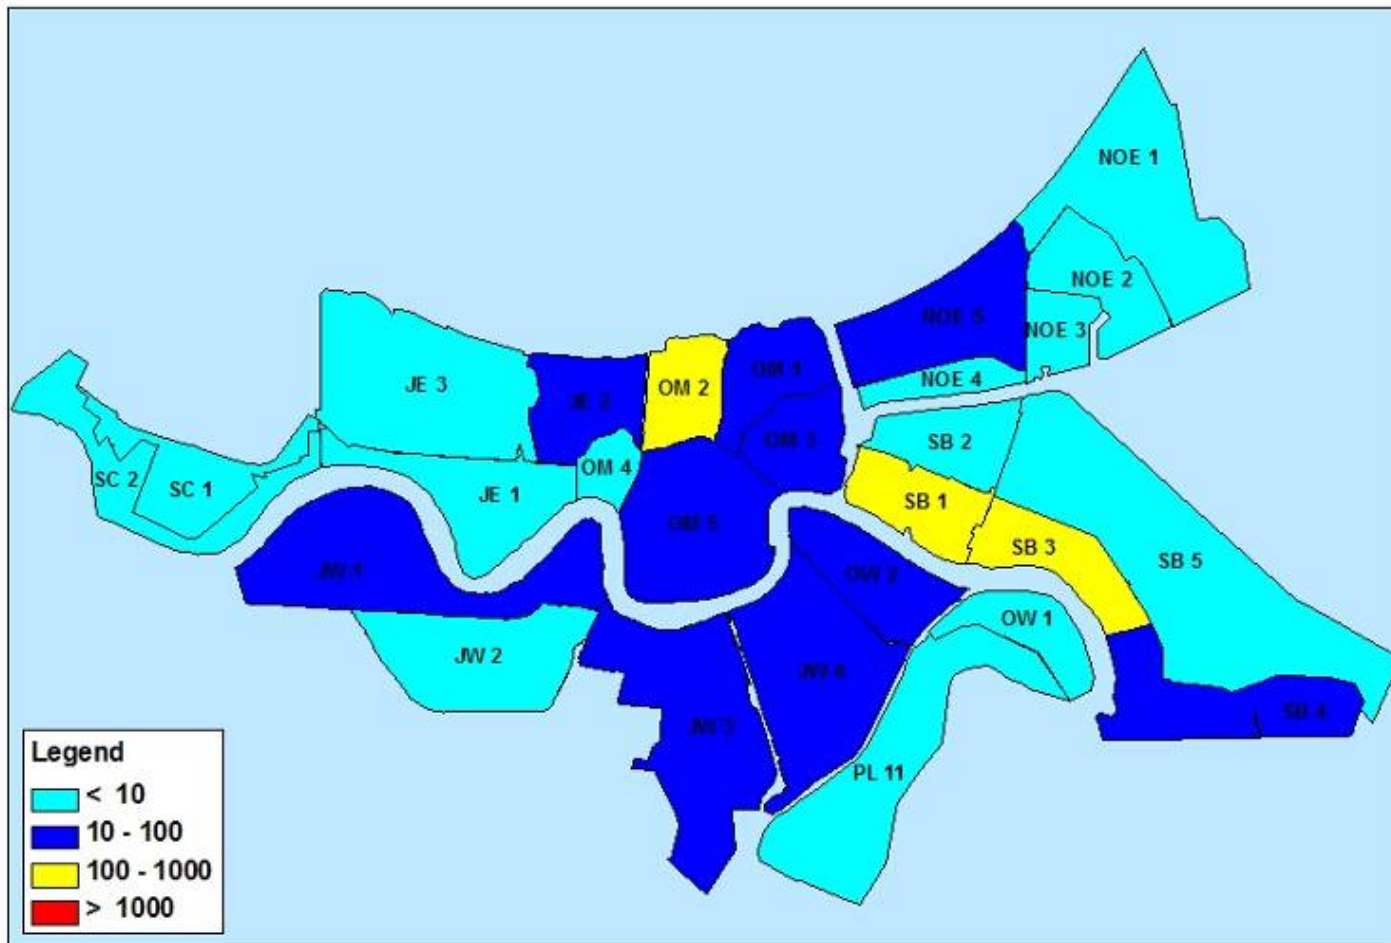 NOE 1
NOE 2
NOE 5
NOE 3
NOE 4
OM 1
OM 2
JE 3
JE 2
OM 3
SB 2
OM 4
SC 2
SC 1
JE 1
SB 1
OM 5
SB 3
SB 5
JW 1
OW 2
OW 1
JW 2
JW 4
SB 4
JW 3
PL 11
Legend
< 10
10 - 100
100 - 1000
> 1000